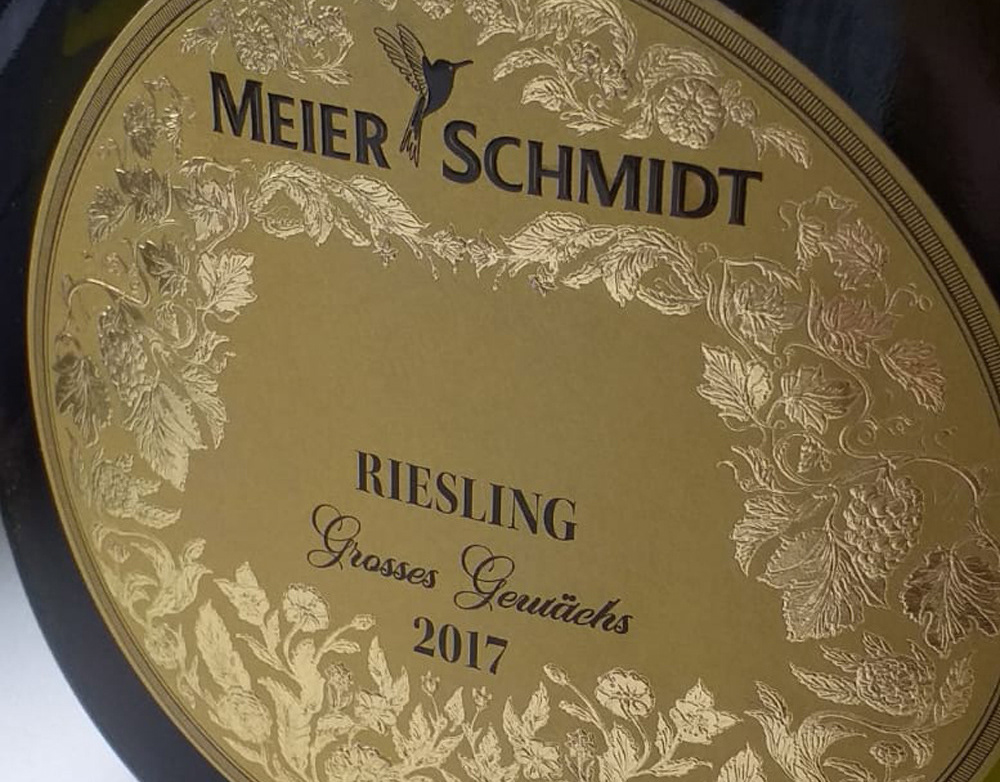 MEIER SCHMIDT
RIESLING
Grosses Gewächs
2017